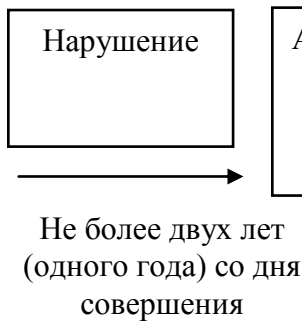 Нарушение
Не более двух лет
(одного года) со дня
совершения